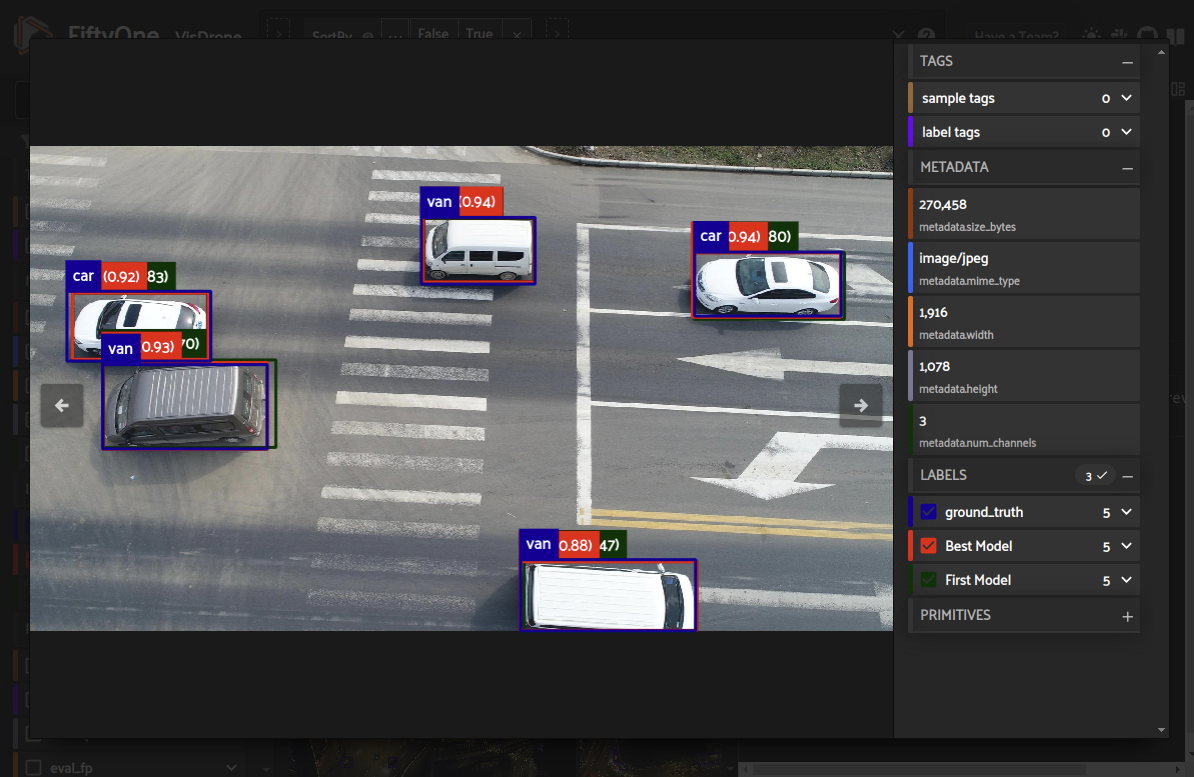 FiftyOne VisDrone
SortBy ... False True
Have a Team?
TAGS
sample tags 0
label tags 0
METADATA
270,458
metadata.size_bytes
image/jpeg
metadata.mime_type
1,916
metadata.width
1,078
metadata.height
3
metadata.num_channels
LABELS 3
ground_truth 5
Best Model 5
First Model 5
PRIMITIVES
van (0.94)
car 0.94) 80)
car (0.92) 83)
van 0.93) 70)
van 0.88) 47)
eval_fp